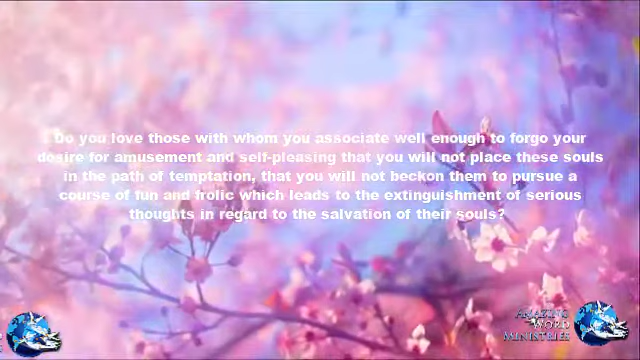 Do you love those with whom you associate well enough to forgo your
desire for amusement and self-pleasing that you will not place these souls
in the path of temptation, that you will not beckon them to pursue a
course of fun and frolic which leads to the extinguishment of serious
thoughts in regard to the salvation of their souls?
Amazing
Word
Ministries